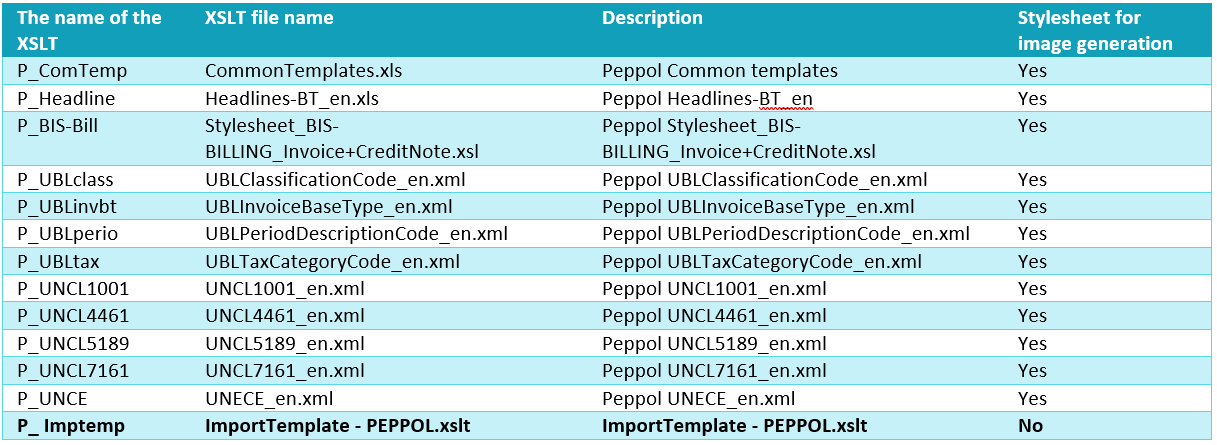 The name of the XSLT XSLT file name Description Stylesheet for image generation
P_ComTemp CommonTemplates.xls Peppol Common templates Yes
P_Headline Headlines-BT_en.xls Peppol Headlines-BT_en Yes
P_BIS-Bill Stylesheet_BIS-BILLING_Invoice+CreditNote.xsl Peppol Stylesheet_BIS-BILLING_Invoice+CreditNote.xsl Yes
P_UBLclass UBLClassificationCode_en.xml Peppol UBLClassificationCode_en.xml Yes
P_UBLinvbt UBLInvoiceBaseType_en.xml Peppol UBLInvoiceBaseType_en.xml Yes
P_UBLperio UBLPeriodDescriptionCode_en.xml Peppol UBLPeriodDescriptionCode_en.xml Yes
P_UBLtax UBLTaxCategoryCode_en.xml Peppol UBLTaxCategoryCode_en.xml Yes
P_UNCL1001 UNCL1001_en.xml Peppol UNCL1001_en.xml Yes
P_UNCL4461 UNCL4461_en.xml Peppol UNCL4461_en.xml Yes
P_UNCL5189 UNCL5189_en.xml Peppol UNCL5189_en.xml Yes
P_UNCL7161 UNCL7161_en.xml Peppol UNCL7161_en.xml Yes
P_UNCE UNECE_en.xml Peppol UNECE_en.xml Yes
P_ Imptemp ImportTemplate - PEPPOL.xslt ImportTemplate - PEPPOL.xslt No